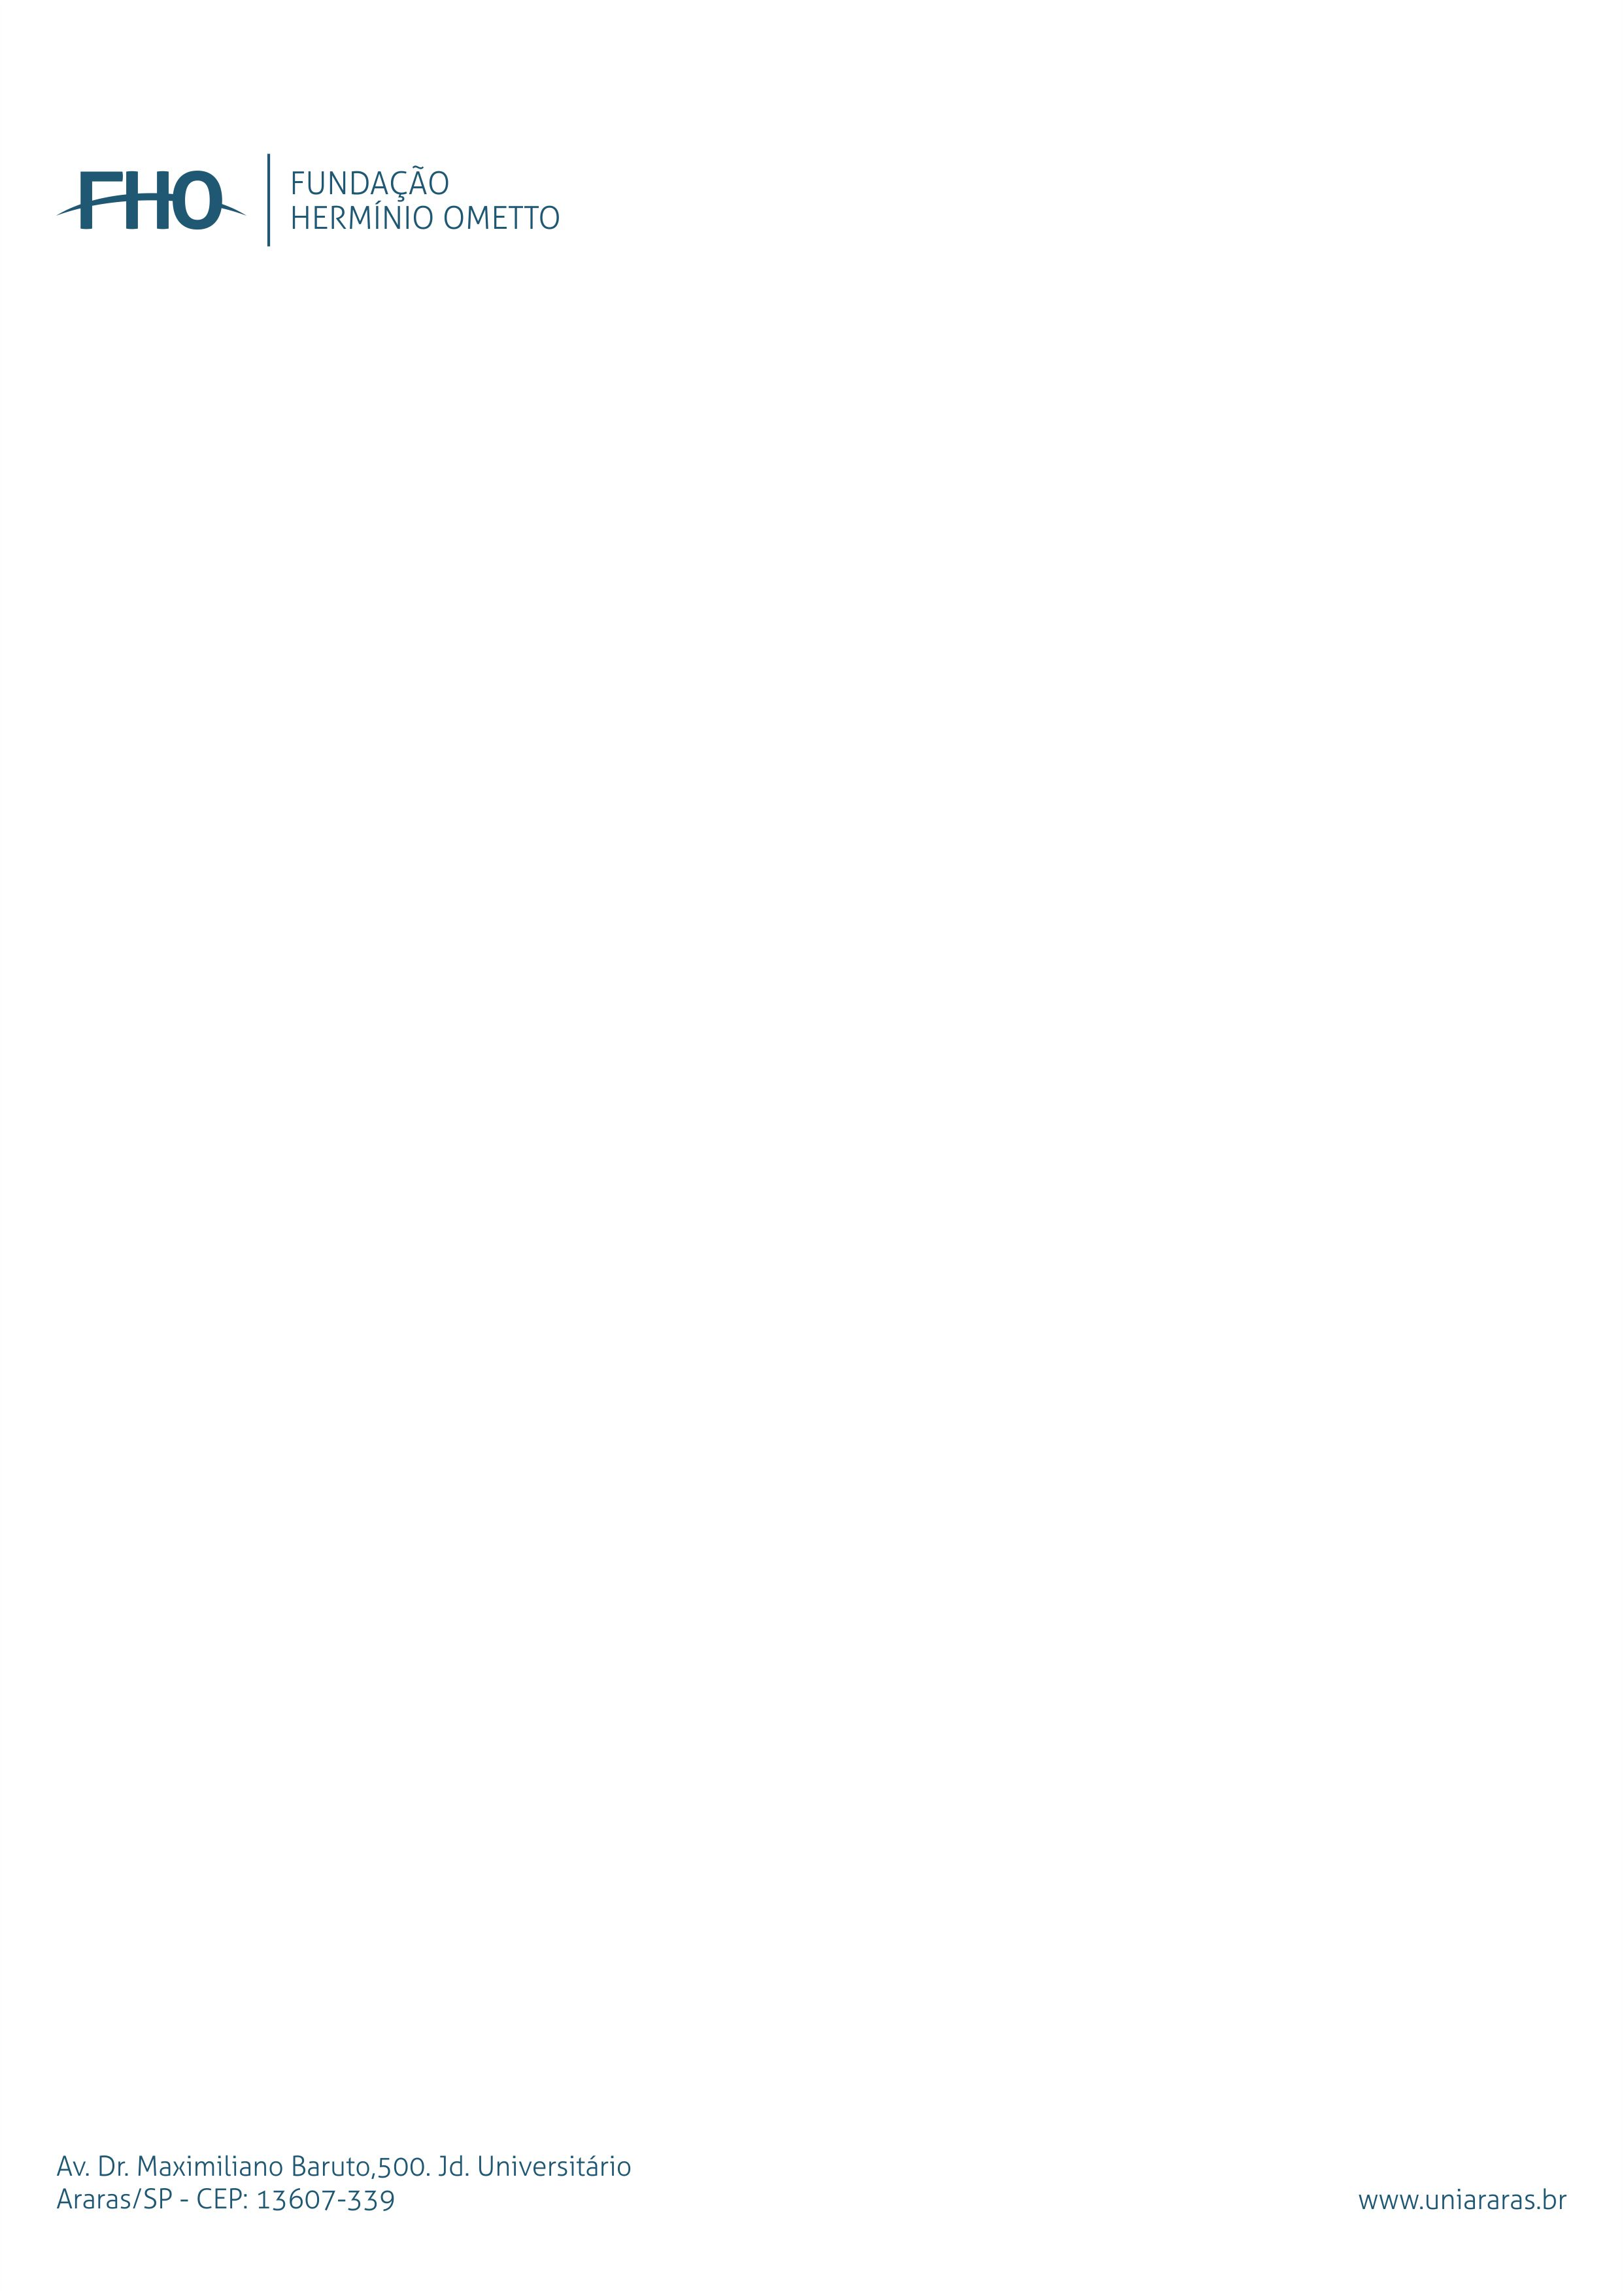 FHO
FUNDAÇÃO
HERMÍNIO OMETTO
Av. Dr. Maximiliano Baruto,500. Jd. Universitário
Araras/SP - CEP: 13607-339
www.uniararas.br